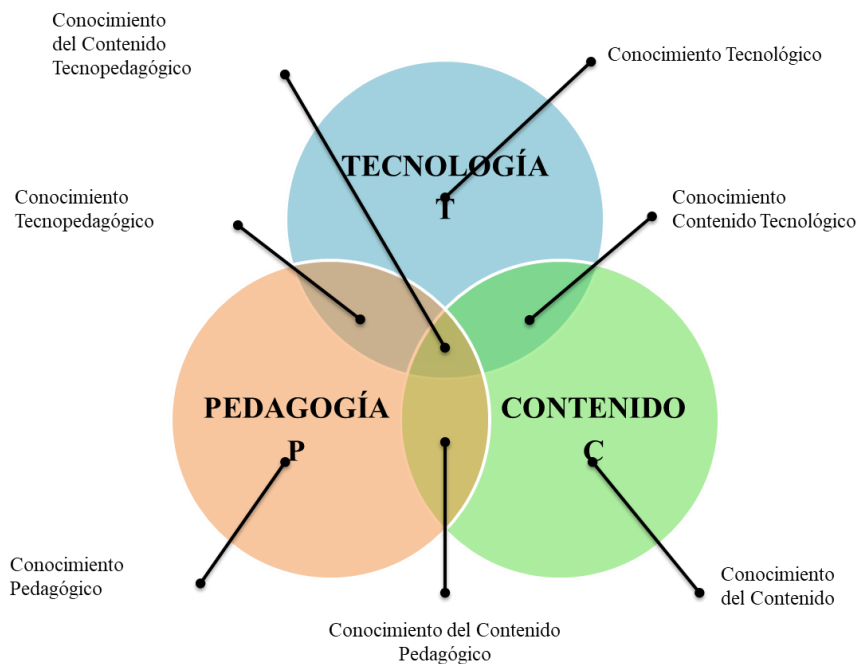 Conocimiento
del Contenido
Tecnopedagógico
Conocimiento Tecnológico
TECNOLOGÍA
T
Conocimiento
Tecnopedagógico
Conocimiento
Contenido Tecnológico
PEDAGOGÍA
P
CONTENIDO
C
Conocimiento
Pedagógico
Conocimiento del Contenido
Pedagógico
Conocimiento
del Contenido